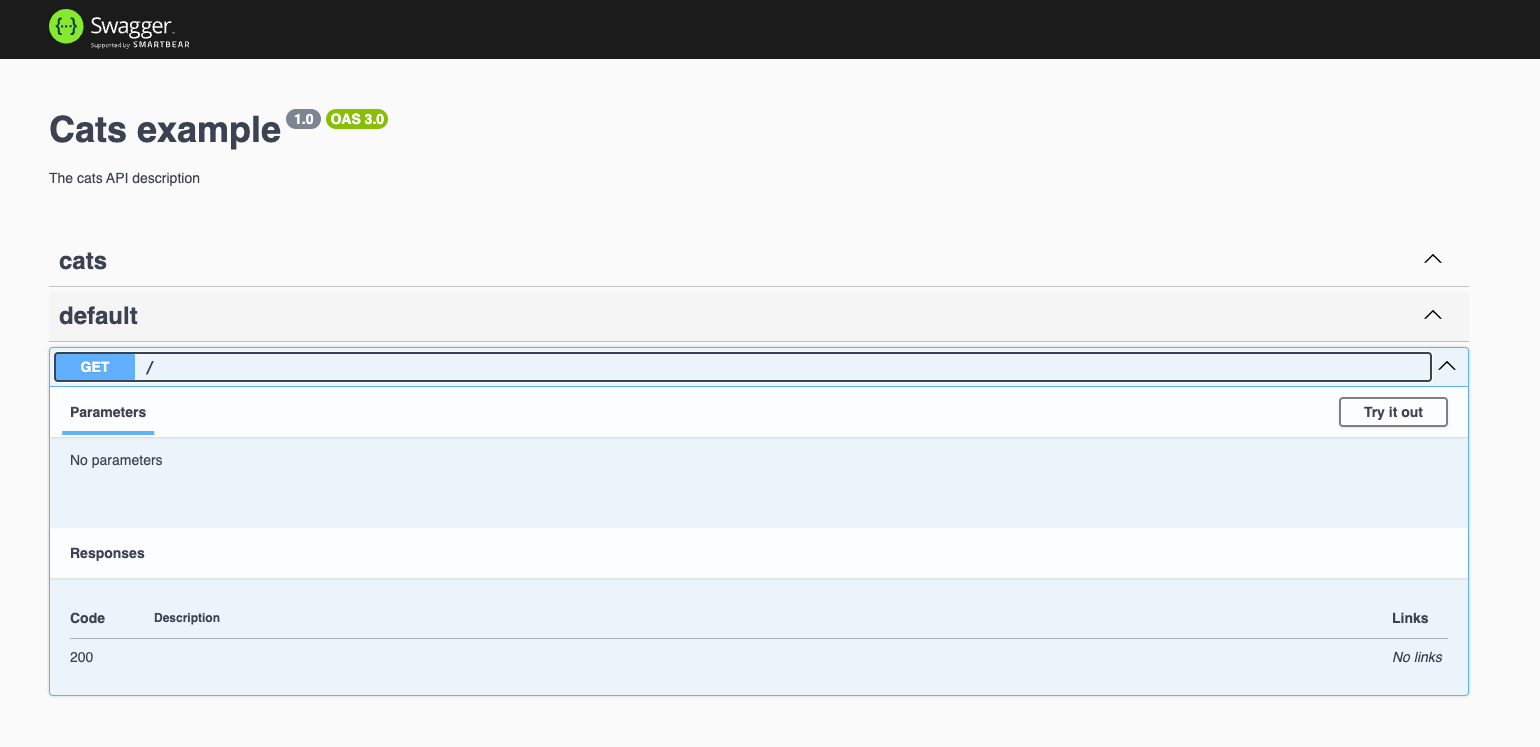 Swagger
Supported by SMARTBEAR
Cats example 1.0 OAS 3.0
The cats API description
cats
default
GET /
Parameters Try it out
No parameters
Responses
Code Description Links
200 No links